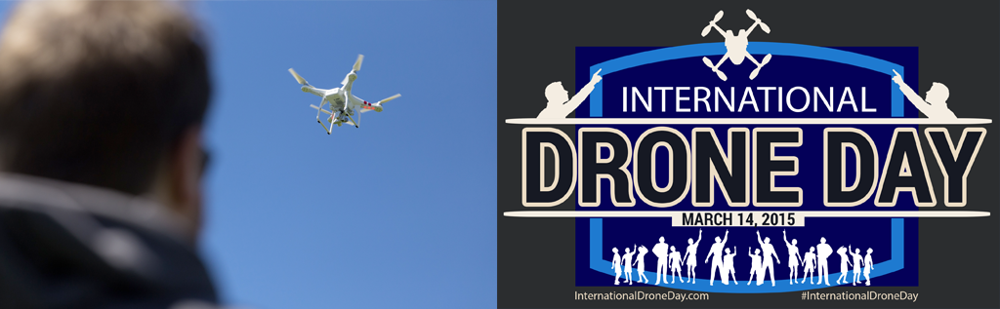 INTERNATIONAL
DRONE DAY
MARCH 14, 2015
InternationalDroneDay.com #InternationalDroneDay